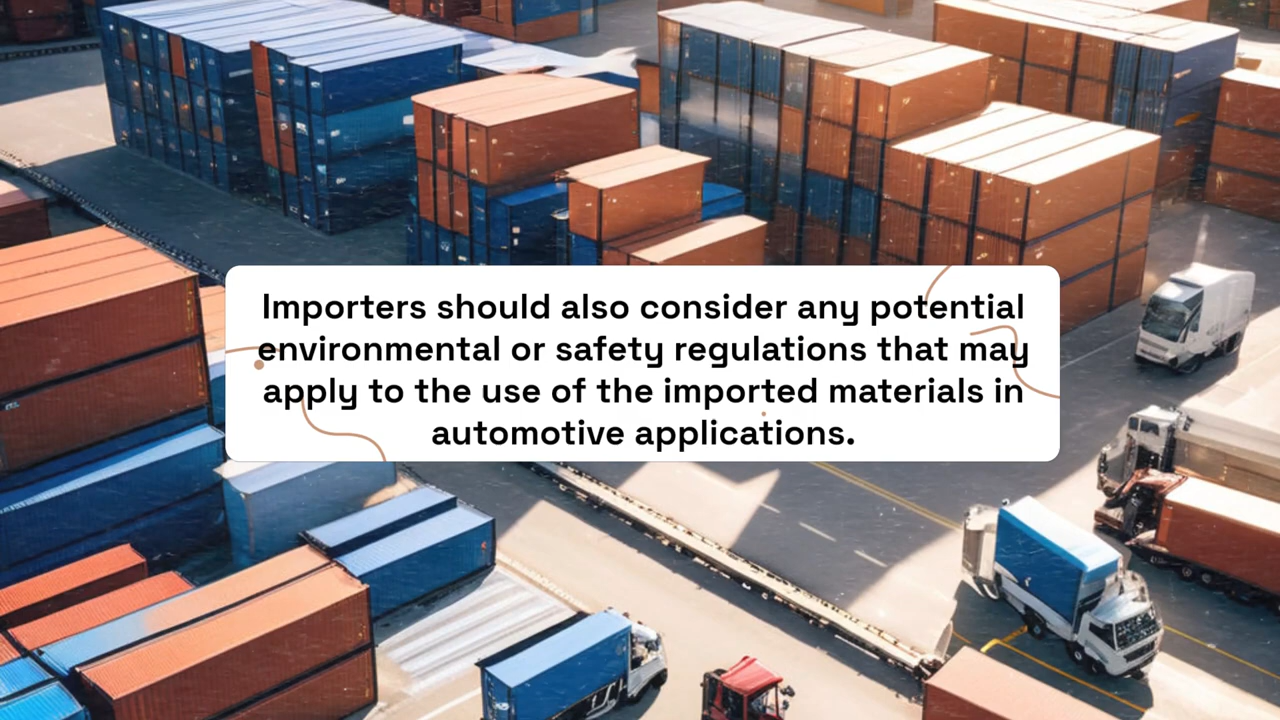 Importers should also consider any potential
environmental or safety regulations that may
apply to the use of the imported materials in
automotive applications.